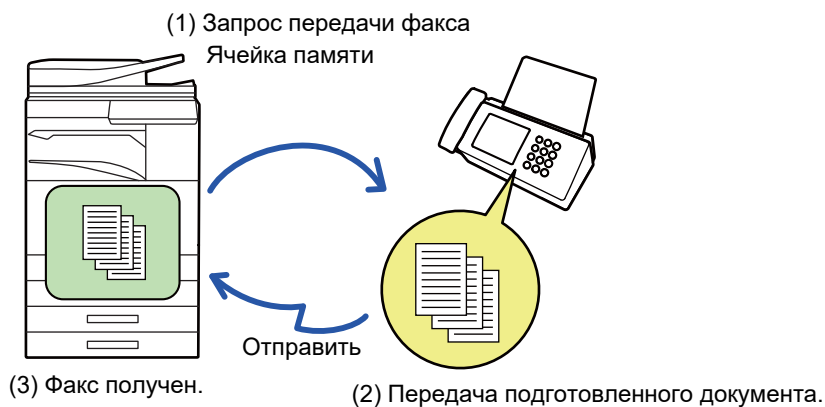 (1) Запрос передачи факса
Ячейка памяти
Отправить
(3) Факс получен.
(2) Передача подготовленного документа.